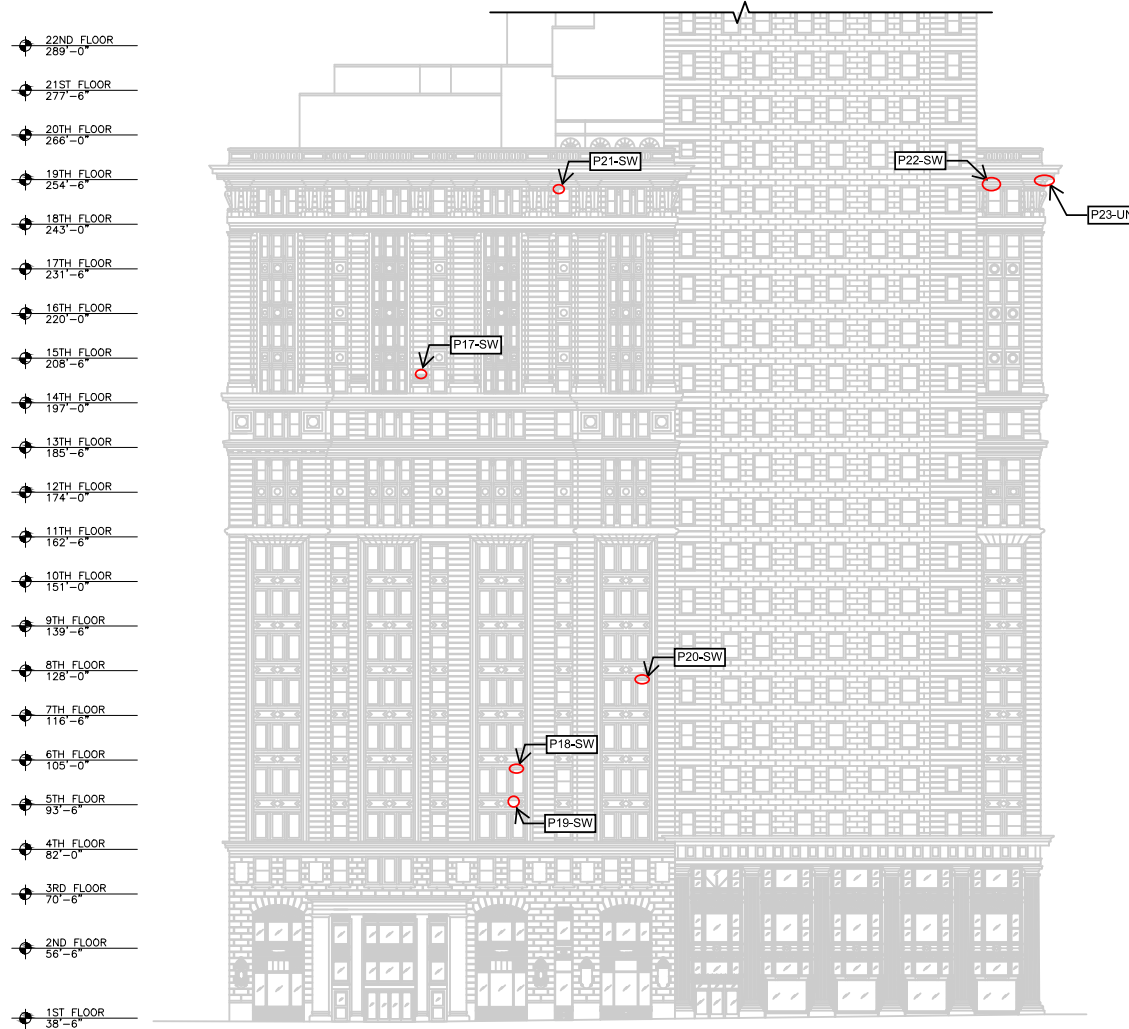 22ND FLOOR
289'-0"
21ST FLOOR
277'-6"
20TH FLOOR
266'-0"
P21-SW
P22-SW
19TH FLOOR
254'-6"
P23-UN
18TH FLOOR
243'-0"
17TH FLOOR
231'-6"
16TH FLOOR
220'-0"
P17-SW
15TH FLOOR
208'-6"
14TH FLOOR
197'-0"
13TH FLOOR
185'-6"
12TH FLOOR
174'-0"
11TH FLOOR
162'-6"
10TH FLOOR
151'-0"
9TH FLOOR
139'-6"
P20-SW
8TH FLOOR
128'-0"
7TH FLOOR
116'-6"
P18-SW
6TH FLOOR
105'-0"
5TH FLOOR
93'-6"
P19-SW
4TH FLOOR
82'-0"
3RD FLOOR
70'-6"
2ND FLOOR
56'-6"
1ST FLOOR
38'-6"